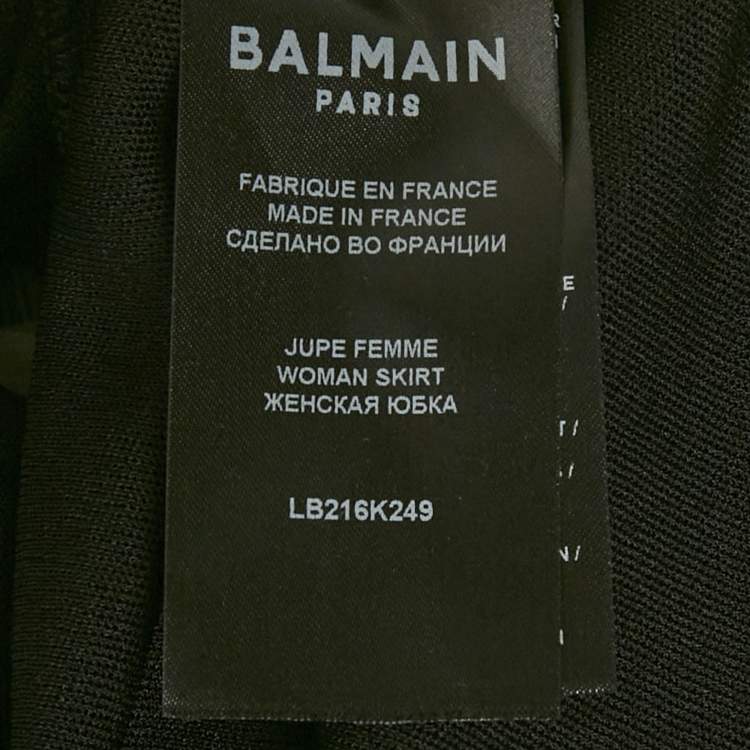 BALMAIN
PARIS
FABRIQUE EN FRANCE
MADE IN FRANCE
СДЕЛАНО ВО ФРАНЦИИ
JUPE FEMME
WOMAN SKIRT
ЖЕНСКАЯ ЮБКА
LB216K249